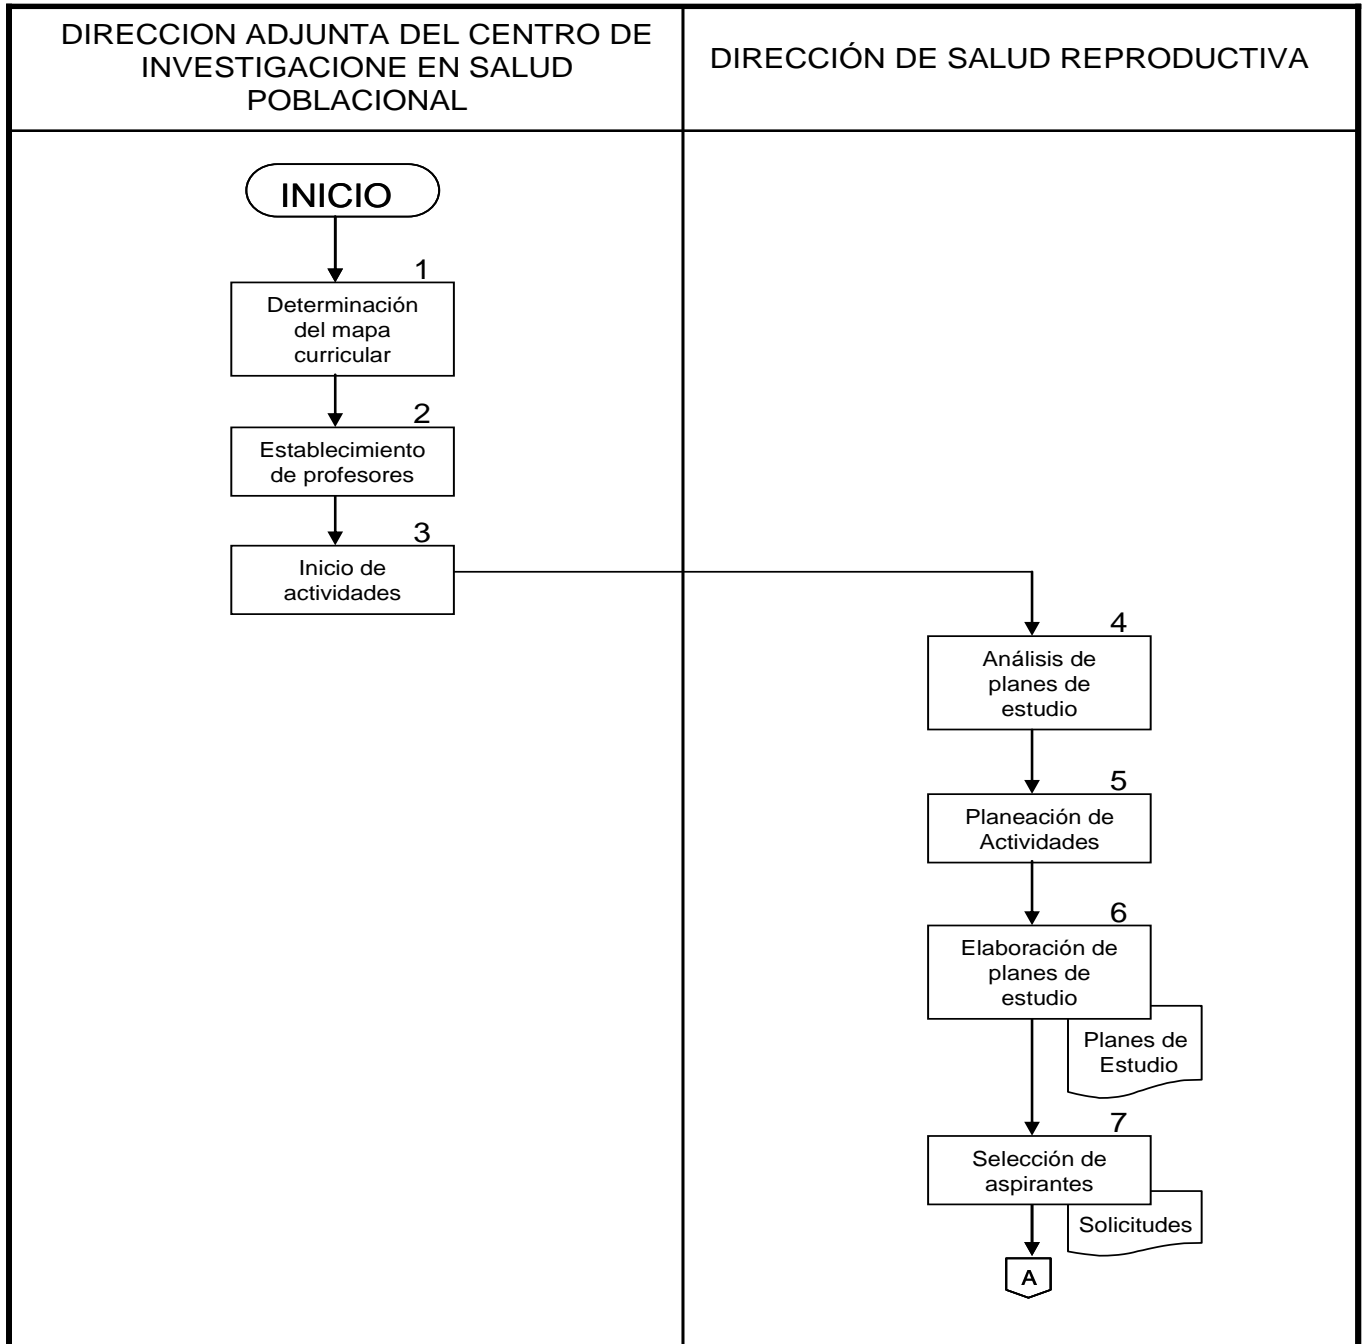 DIRECCION ADJUNTA DEL CENTRO DE
INVESTIGACIONE EN SALUD
POBLACIONAL
DIRECCIÓN DE SALUD REPRODUCTIVA
INICIO
1
Determinación
del mapa
curricular
2
Establecimiento
de profesores
3
Inicio de
actividades
4
Análisis de
planes de
estudio
5
Planeación de
Actividades
6
Elaboración de
planes de
estudio
Planes de
Estudio
7
Selección de
aspirantes
Solicitudes
A